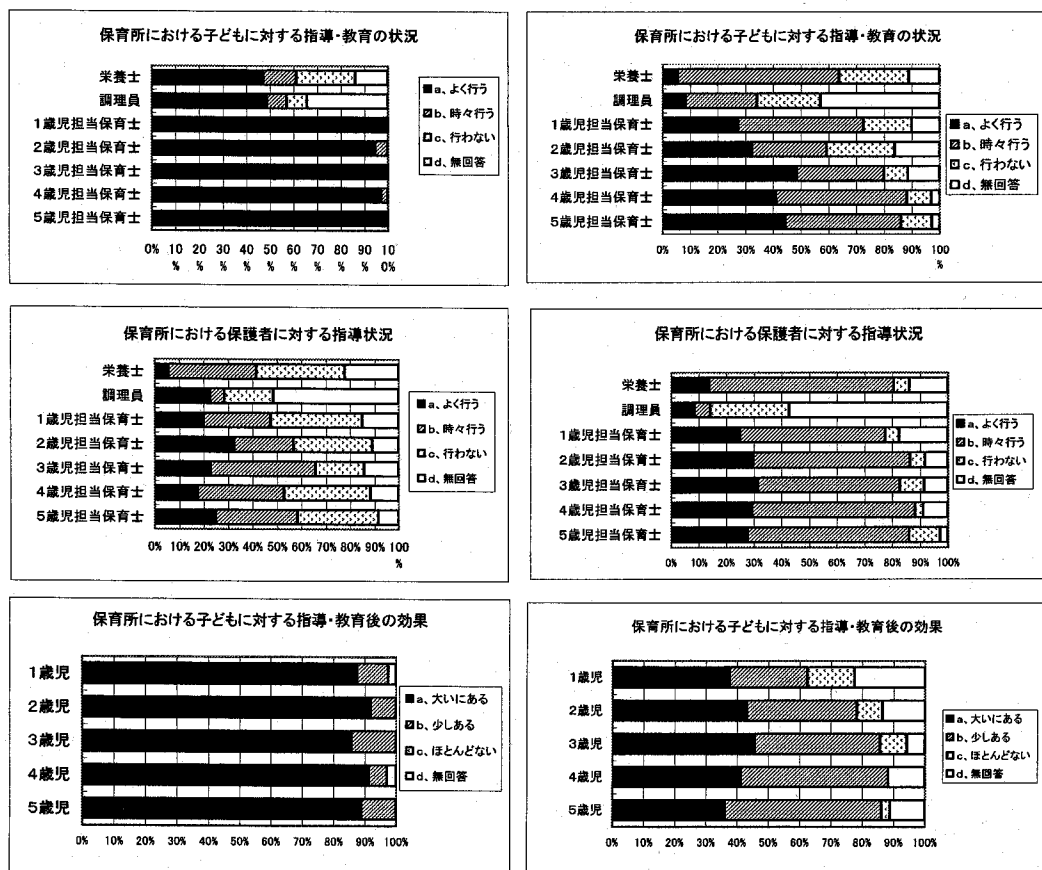 保育所における子どもに対する指導・教育の状況
栄養士
調理員
1歳児担当保育士
2歳児担当保育士
3歳児担当保育士
4歳児担当保育士
5歳児担当保育士
0% 10 20 30 40 50 60 70 80 90 10
% % % % % % % % % 0%
a、よく行う
b、時々行う
c、行わない
d、無回答
保育所における子どもに対する指導・教育の状況
栄養士
調理員
1歳児担当保育士
2歳児担当保育士
3歳児担当保育士
4歳児担当保育士
5歳児担当保育士
0% 10% 20% 30% 40% 50% 60% 70% 80% 90% 100
%
a、よく行う
b、時々行う
c、行わない
d、無回答
保育所における保護者に対する指導状況
栄養士
調理員
1歳児担当保育士
2歳児担当保育士
3歳児担当保育士
4歳児担当保育士
5歳児担当保育士
0% 10% 20% 30% 40% 50% 60% 70% 80% 90% 100
%
a、よく行う
b、時々行う
c、行わない
d、無回答
保育所における保護者に対する指導状況
栄養士
調理員
1歳児担当保育士
2歳児担当保育士
3歳児担当保育士
4歳児担当保育士
5歳児担当保育士
0% 10% 20% 30% 40% 50% 60% 70% 80% 90% 100%
a、よく行う
b、時々行う
c、行わない
d、無回答
保育所における子どもに対する指導・教育後の効果
1歳児
2歳児
3歳児
4歳児
5歳児
0% 10% 20% 30% 40% 50% 60% 70% 80% 90% 100%
a、大いにある
b、少しある
c、ほとんどない
d、無回答
保育所における子どもに対する指導・教育後の効果
1歳児
2歳児
3歳児
4歳児
5歳児
0% 10% 20% 30% 40% 50% 60% 70% 80% 90% 100%
a、大いにある
b、少しある
c、ほとんどない
d、無回答